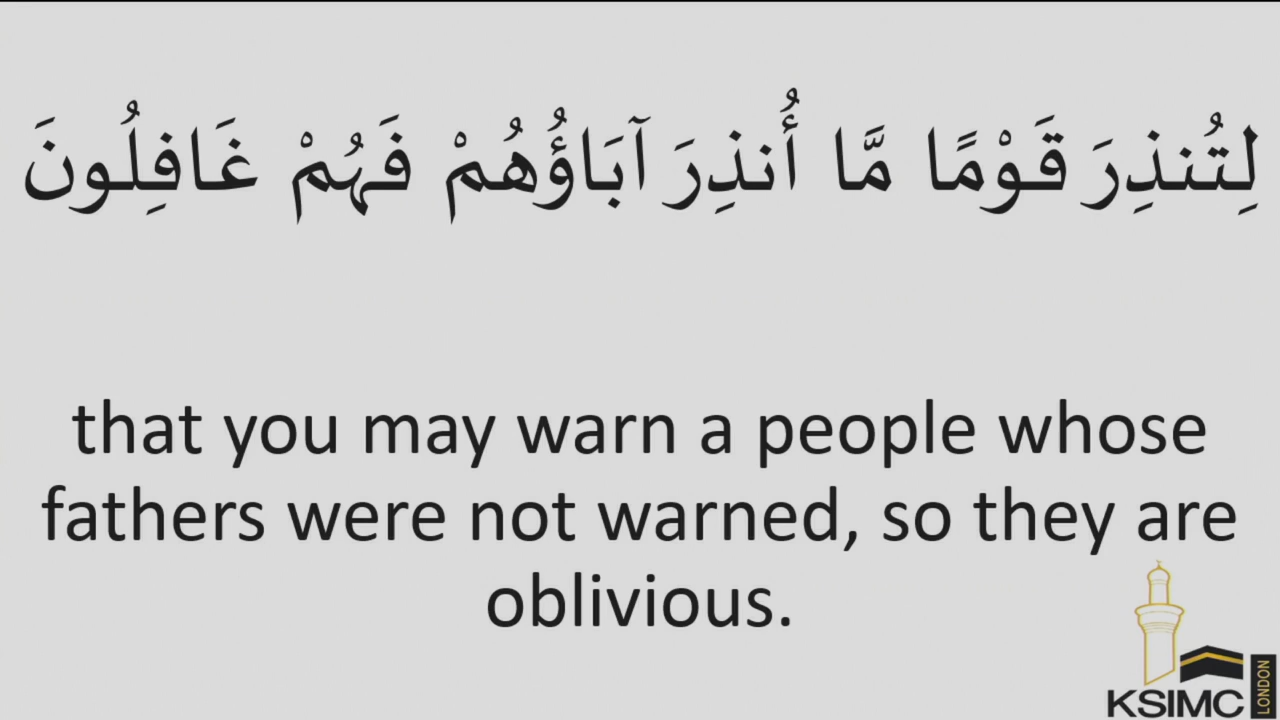 لِتُنذِرَ قَوْمًا مَّا أُنذِرَ آبَاؤُهُمْ فَهُمْ غَافِلُونَ
that you may warn a people whose
fathers were not warned, so they are
oblivious.
KSIMC LONDON